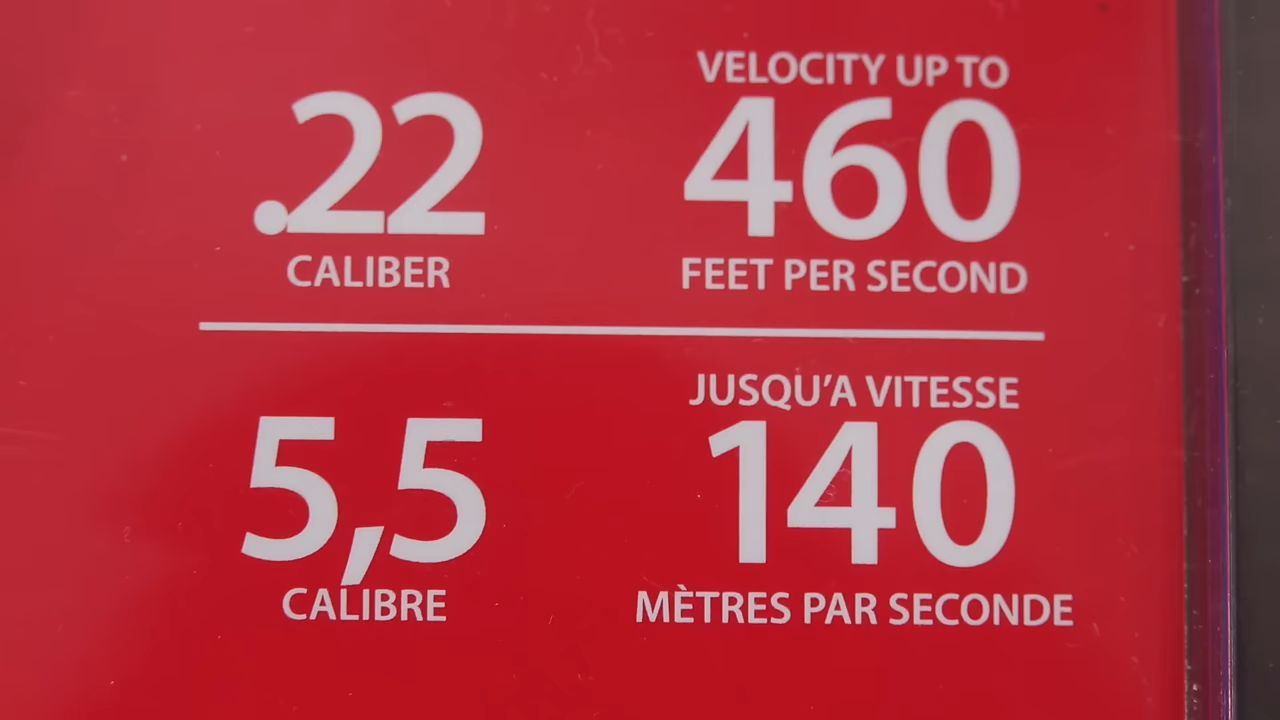 .22
CALIBER
VELOCITY UP TO
460
FEET PER SECOND
5,5
CALIBRE
JUSQU'A VITESSE
140
MÈTRES PAR SECONDE